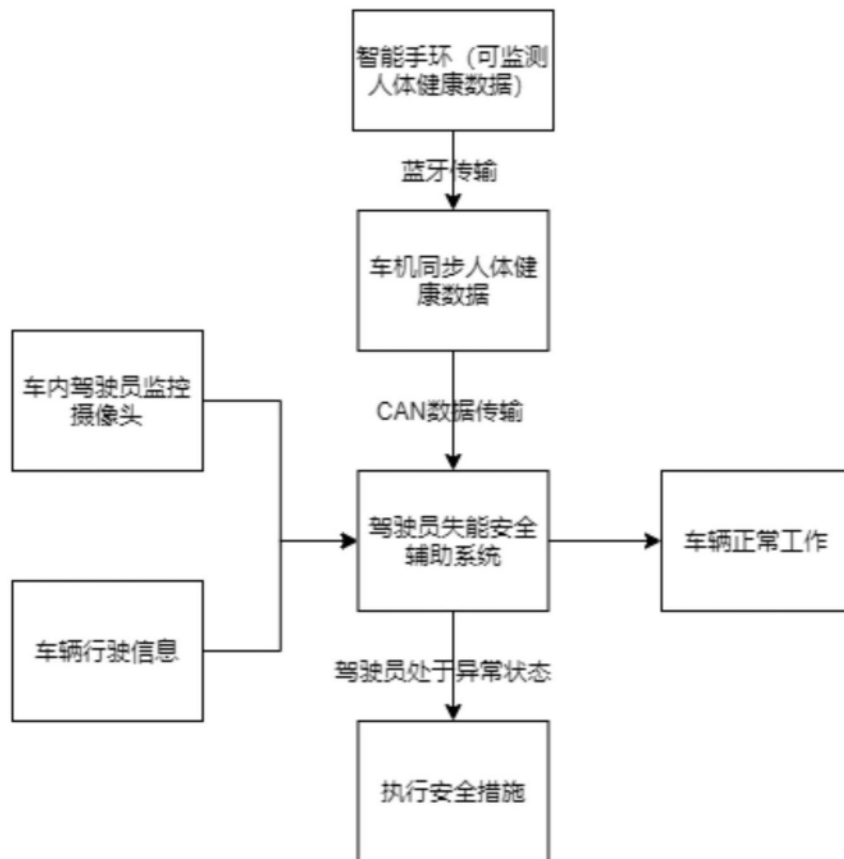 智能手环（可监测
人体健康数据）
蓝牙传输
车机同步人体健
康数据
车内驾驶员监控
摄像头
CAN数据传输
驾驶员失能安全
辅助系统
车辆正常工作
车辆行驶信息
驾驶员处于异常状态
执行安全措施